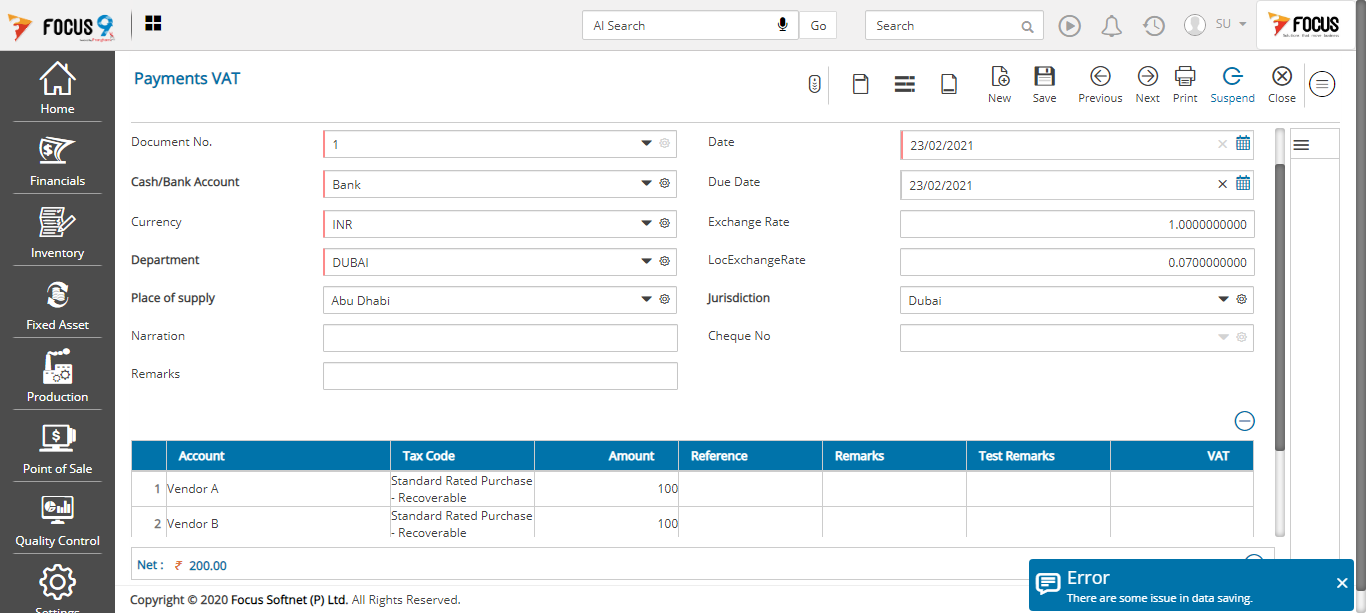 FOCUS 9
AI Search
Go
Search
SU
FOCUS
Home
Financials
Inventory
Fixed Asset
Production
Point of Sale
Quality Control
Settings
Payments VAT
New
Save
Previous
Next
Print
Suspend
Close
Document No.
1
Date
23/02/2021
Cash/Bank Account
Bank
Due Date
23/02/2021
Currency
INR
Exchange Rate
1.0000000000
Department
DUBAI
LocExchangeRate
0.0700000000
Place of supply
Abu Dhabi
Jurisdiction
Dubai
Narration
Cheque No
Remarks
Account Tax Code Amount Reference Remarks Test Remarks VAT
1 Vendor A Standard Rated Purchase - Recoverable 100
2 Vendor B Standard Rated Purchase - Recoverable 100
Net : ₹ 200.00
Error
There are some issue in data saving.
Copyright © 2020 Focus Softnet (P) Ltd. All Rights Reserved.